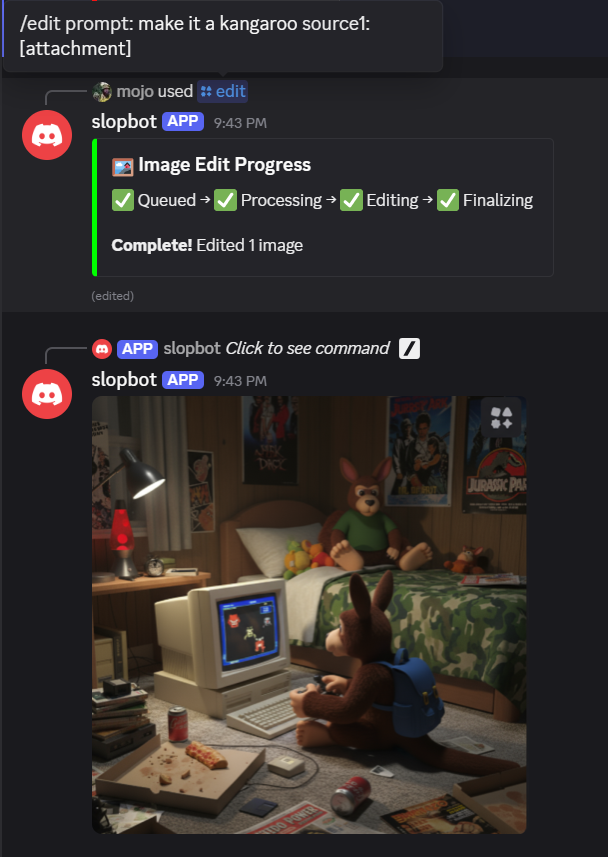 /edit prompt: make it a kangaroo source1:
[attachment]
mojo used edit
slopbot APP 9:43 PM
Image Edit Progress
Queued → Processing → Editing → Finalizing
Complete! Edited 1 image
(edited)
APP slopbot Click to see command
slopbot APP 9:43 PM
JURASSIC PAR